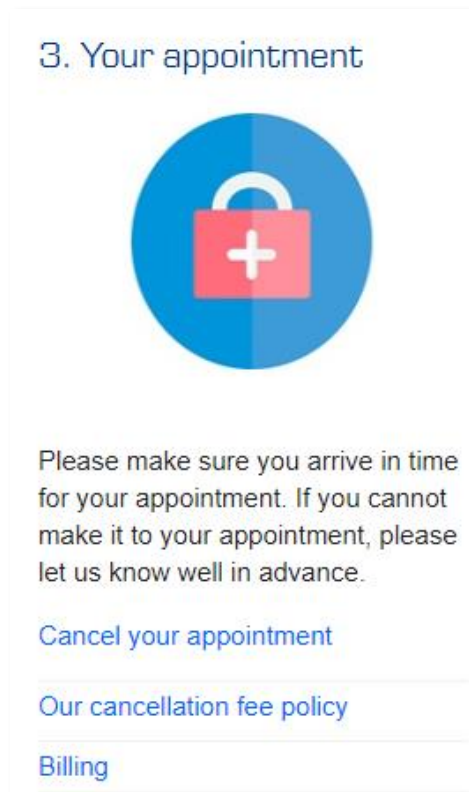 3. Your appointment
Please make sure you arrive in time
for your appointment. If you cannot
make it to your appointment, please
let us know well in advance.
Cancel your appointment
Our cancellation fee policy
Billing